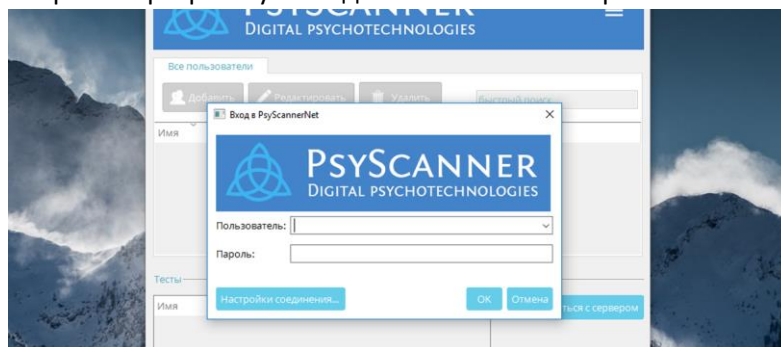 PSYSCANNER
DIGITAL PSYCHOTECHNOLOGIES
Все пользователи
Добавить Редактировать Удалить Быстрый поиск
Имя
Вход в PsyScannerNet
PSYSCANNER
DIGITAL PSYCHOTECHNOLOGIES
Пользователь:
Пароль:
Настройки соединения... OK Отмена
Тесты
Имя
ться с сервером